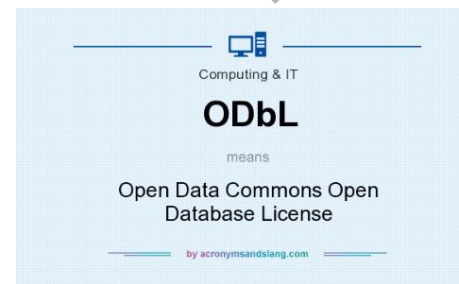 Computing & IT
ODbL
means
Open Data Commons Open
Database License
by acronymsandslang.com